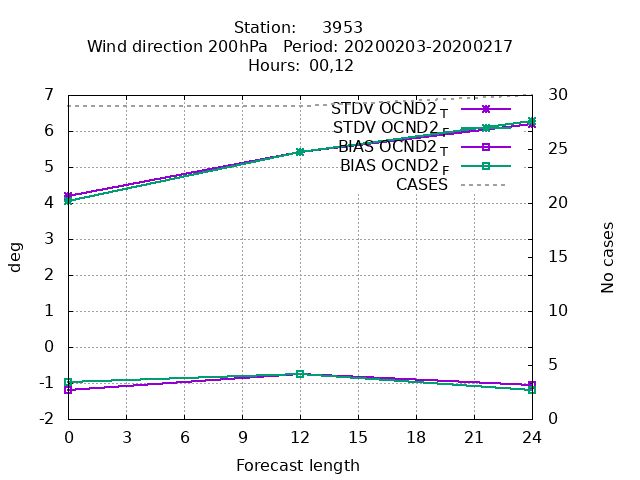 Station: 3953
Wind direction 200hPa Period: 20200203-20200217
Hours: 00,12
7 30
STDV OCND2 T
6 STDV OCND2 F
25
BIAS OCND2 T
5 BIAS OCND2 F
CASES
4 20
3
deg
15
No cases
2
1 10
0
5
-1
-2 0
0 3 6 9 12 15 18 21 24
Forecast length